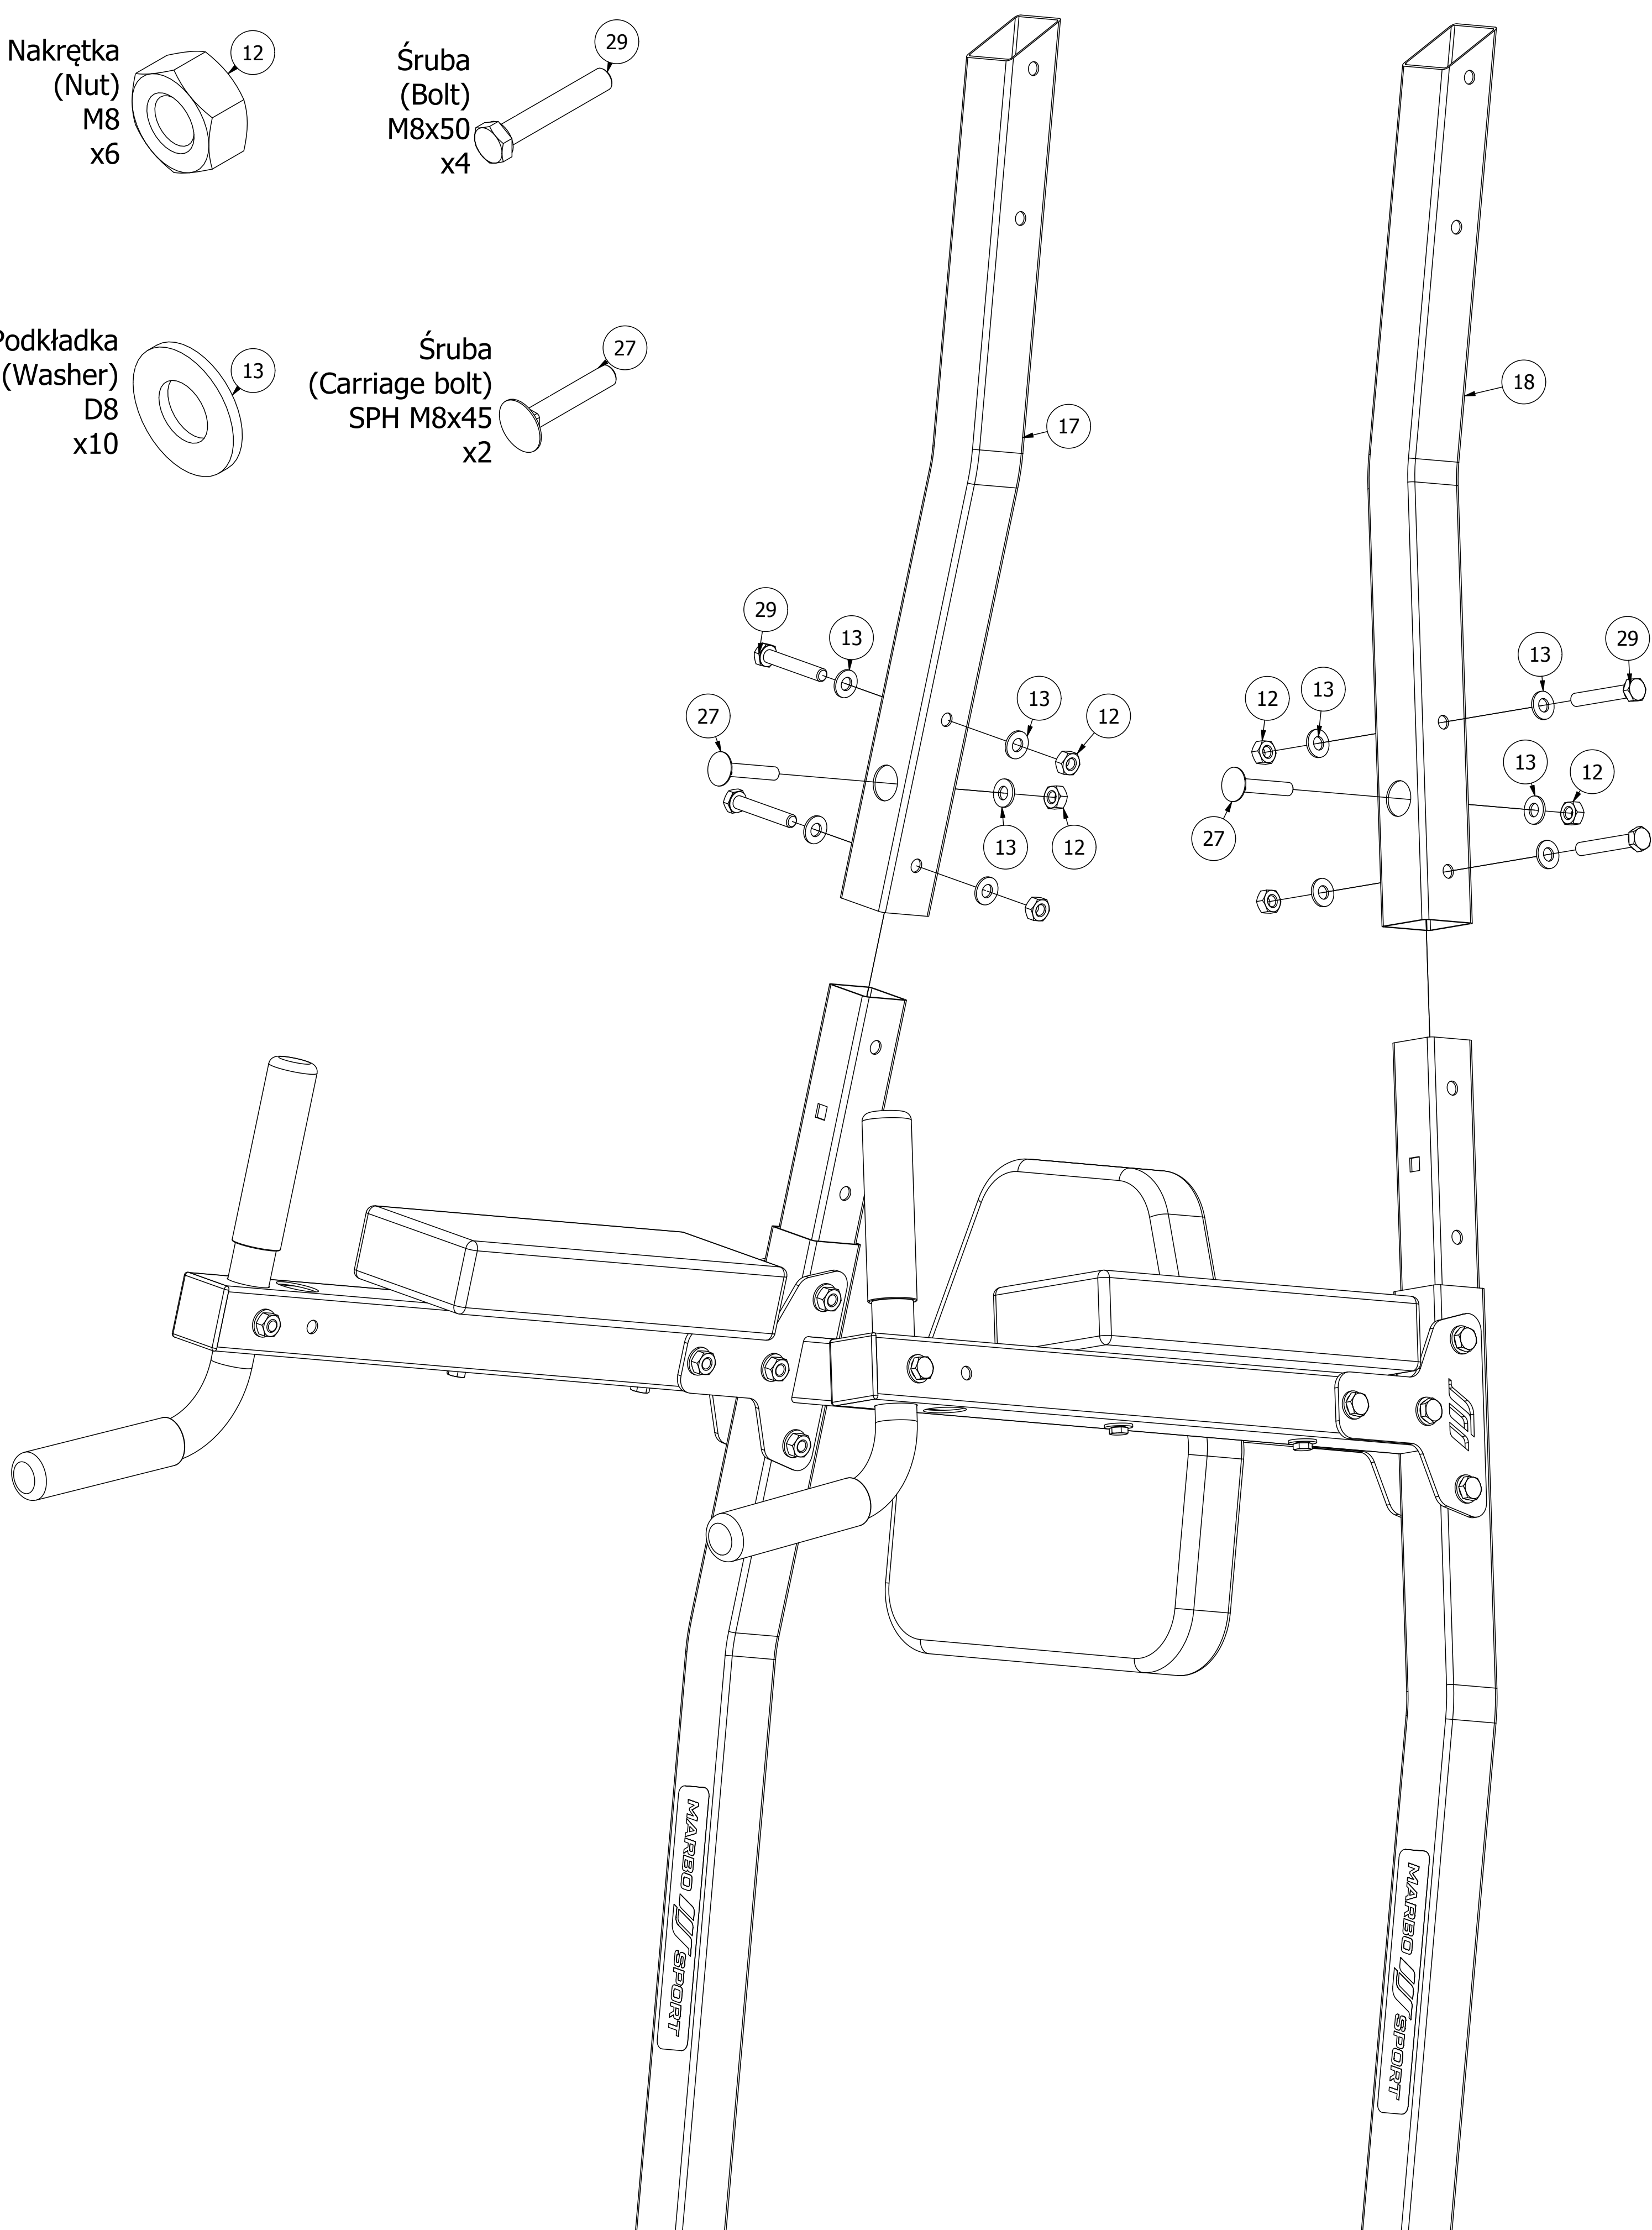 Nakrętka
(Nut)
M8
x6
12
Śruba
(Bolt)
M8x50
x4
29
Podkładka
(Washer)
D8
x10
13
Śruba
(Carriage bolt)
SPH M8x45
x2
27
17
18
29
13
13
12
27
13
12
12
13
13
29
13
12
27
MARBO SPORT
MARBO SPORT